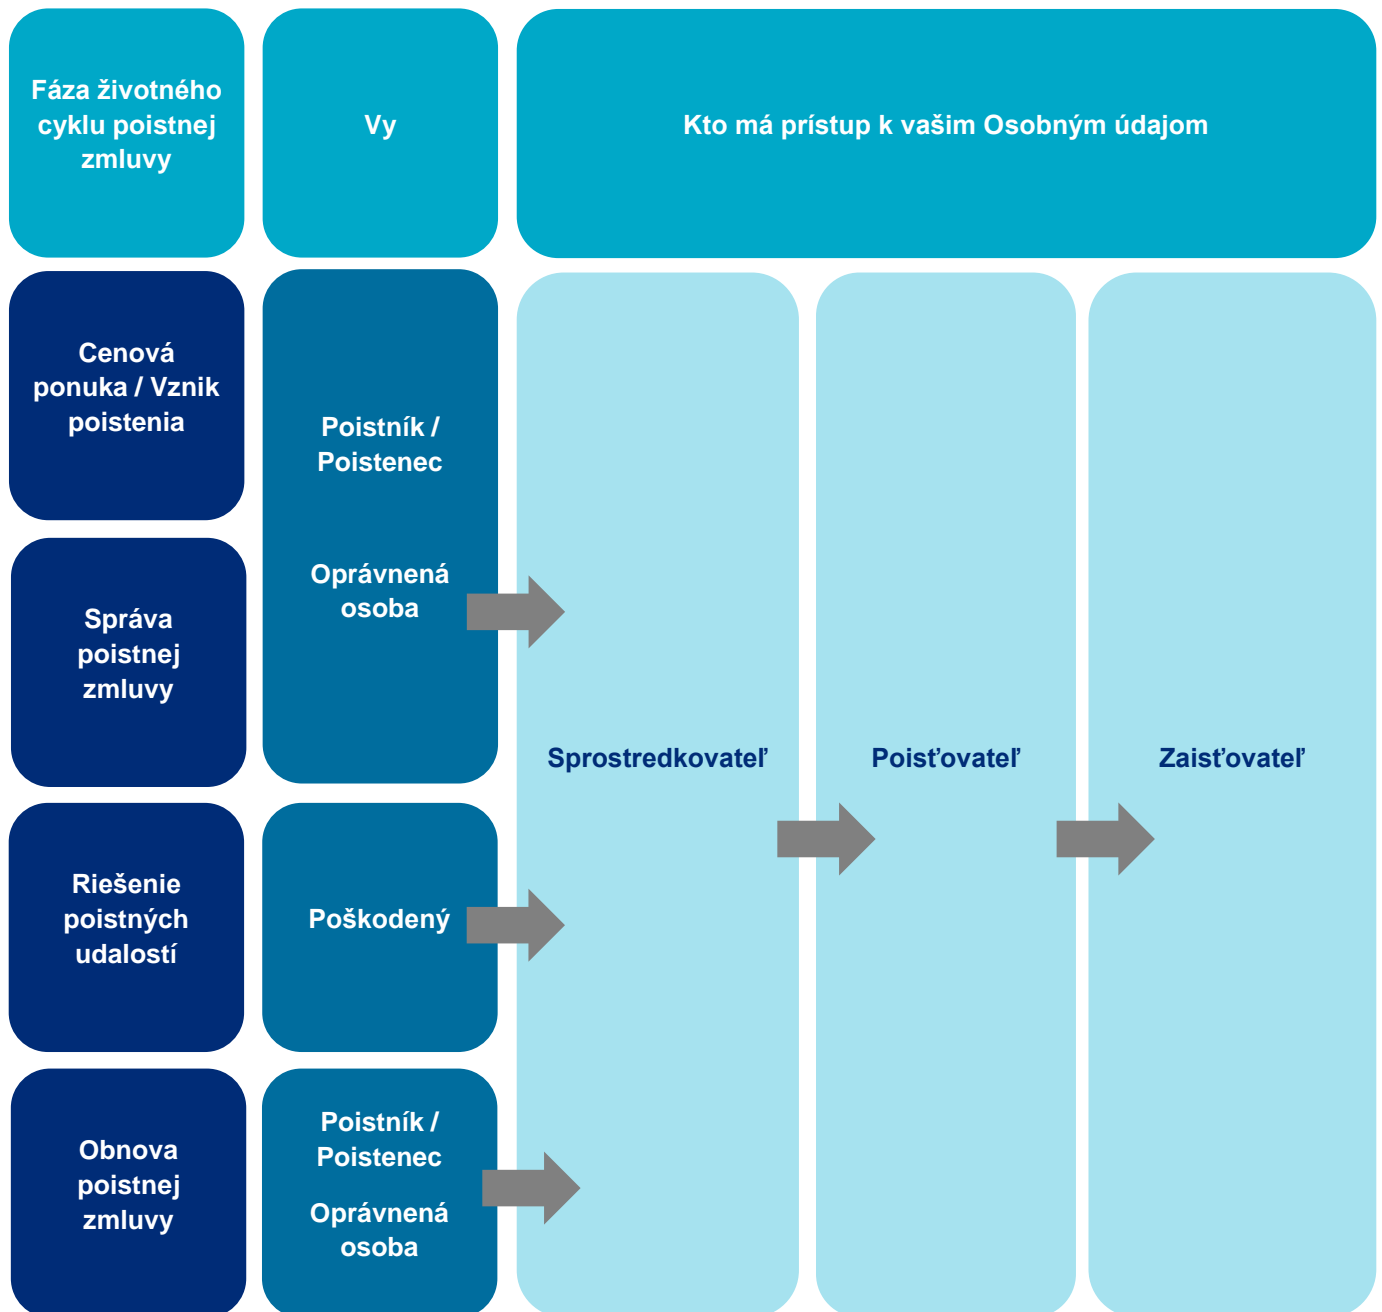 Fáza životného
cyklu poistnej
zmluvy
Vy
Kto má prístup k vašim Osobným údajom
Cenová
ponuka / Vznik
poistenia
Poistník /
Poistenec
Oprávnená
osoba
Správa
poistnej
zmluvy
Sprostredkovateľ
Poisťovateľ
Zaisťovateľ
Riešenie
poistných
udalostí
Poškodený
Obnova
poistnej
zmluvy
Poistník /
Poistenec
Oprávnená
osoba